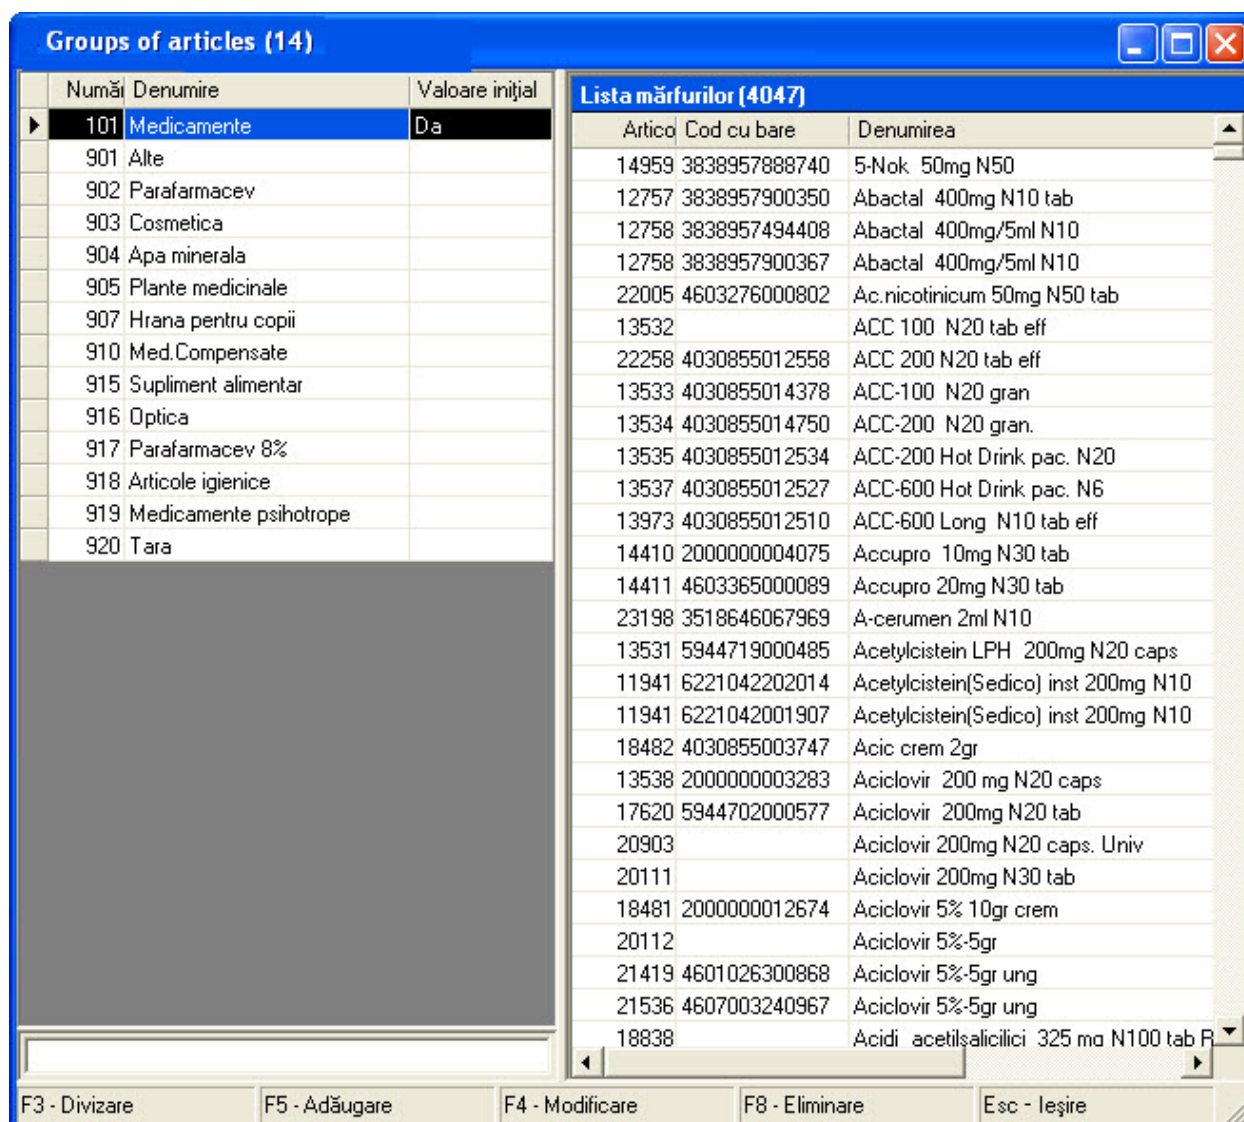 Groups of articles (14)
Număr Denumire Valoare inițial
101 Medicamente Da
901 Alte
902 Parafarmacev
903 Cosmetica
904 Apa minerala
905 Plante medicinale
907 Hrana pentru copii
910 Med.Compensate
915 Supliment alimentar
916 Optica
917 Parafarmacev 8%
918 Articole igienice
919 Medicamente psihotrope
920 Tara
Lista mărfurilor (4047)
Artico Cod cu bare Denumirea
14959 3838957888740 5-Nok 50mg N50
12757 3838957900350 Abactal 400mg N10 tab
12758 3838957494408 Abactal 400mg/5ml N10
12758 3838957900367 Abactal 400mg/5ml N10
22005 4603276000802 Ac.nicotinicum 50mg N50 tab
13532 ACC 100 N20 tab eff
22258 4030855012558 ACC 200 N20 tab eff
13533 4030855014378 ACC-100 N20 gran
13534 4030855014750 ACC-200 N20 gran.
13535 4030855012534 ACC-200 Hot Drink pac. N20
13537 4030855012527 ACC-600 Hot Drink pac. N6
13973 4030855012510 ACC-600 Long N10 tab eff
14410 2000000004075 Accupro 10mg N30 tab
14411 4603365000089 Accupro 20mg N30 tab
23198 3518646067969 A-cerumen 2ml N10
13531 5944719000485 Acetylcistein LPH 200mg N20 caps
11941 6221042202014 Acetylcistein(Sedico) inst 200mg N10
11941 6221042001907 Acetylcistein(Sedico) inst 200mg N10
18482 4030855003747 Acic crem 2gr
13538 2000000003283 Aciclovir 200 mg N20 caps
17620 5944702000577 Aciclovir 200mg N20 tab
20903 Aciclovir 200mg N20 caps. Univ
20111 Aciclovir 200mg N30 tab
18481 2000000012674 Aciclovir 5% 10gr crem
20112 Aciclovir 5%-5gr
21419 4601026300868 Aciclovir 5%-5gr ung
21536 4607003240967 Aciclovir 5%-5gr ung
18838 Acidi acetilsalicilici 325 mg N100 tab
F3 - Divizare F5 - Adăugare F4 - Modificare F8 - Eliminare Esc - Ieșire